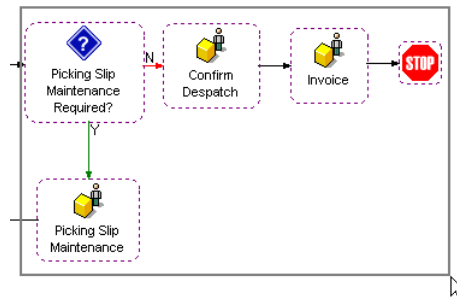 ?
Picking Slip
Maintenance
Required?
N
Confirm
Despatch
Invoice
STOP
Y
Picking Slip
Maintenance